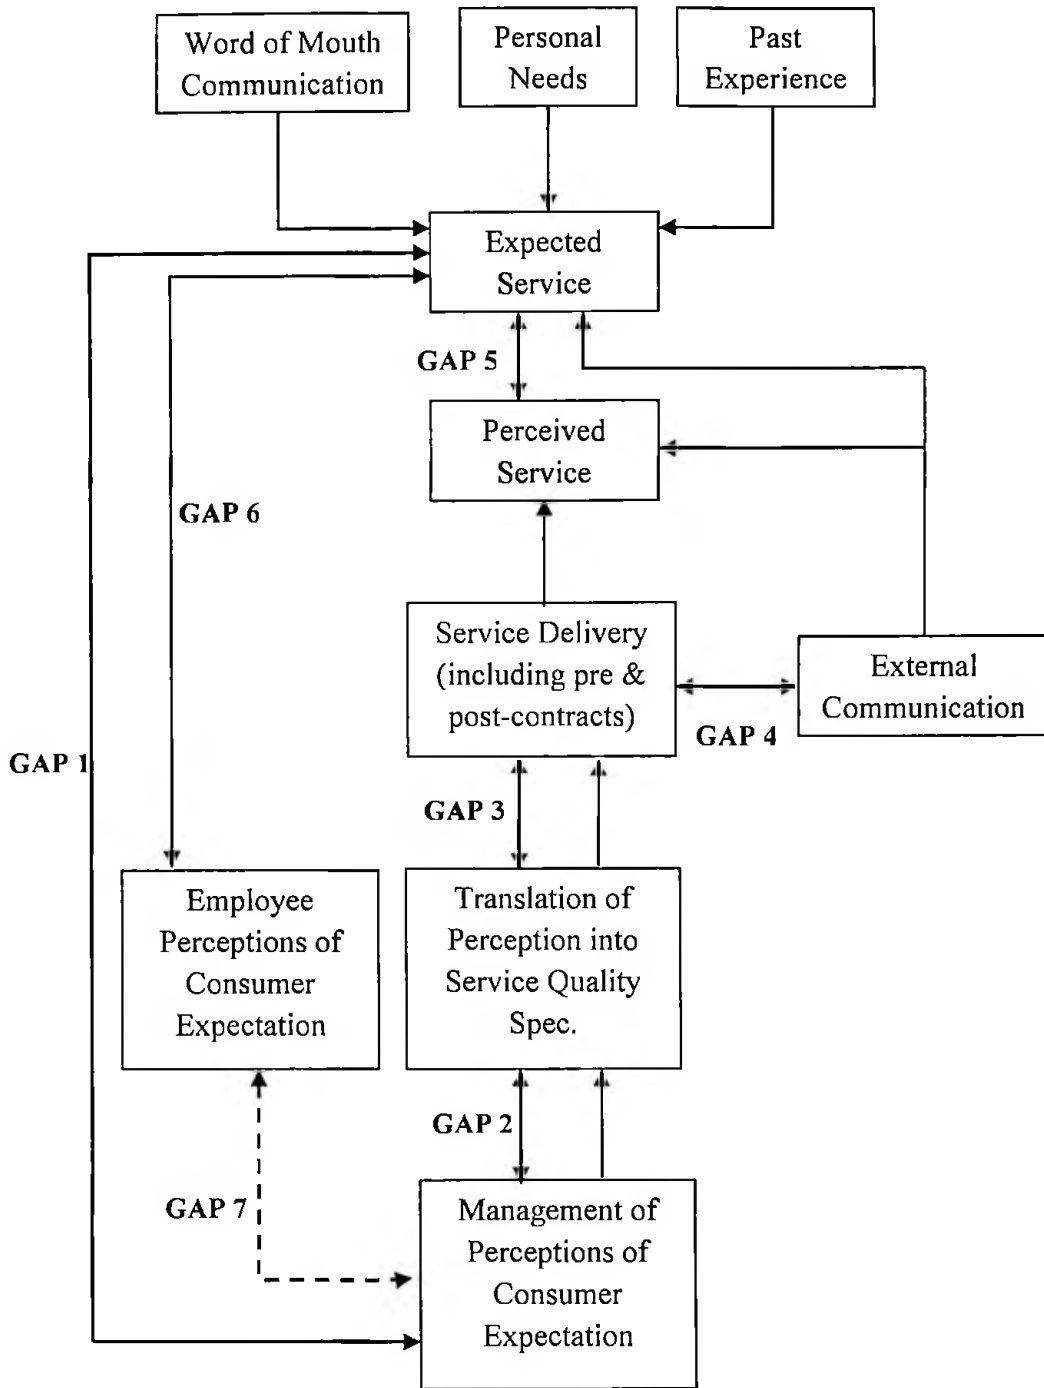 Word of Mouth
Communication
Personal
Needs
Past
Experience
Expected
Service
GAP 5
Perceived
Service
GAP 6
Service Delivery
(including pre &
post-contracts)
External
Communication
GAP 4
GAP 1
GAP 3
Employee
Perceptions of
Consumer
Expectation
Translation of
Perception into
Service Quality
Spec.
GAP 2
GAP 7
Management of
Perceptions of
Consumer
Expectation